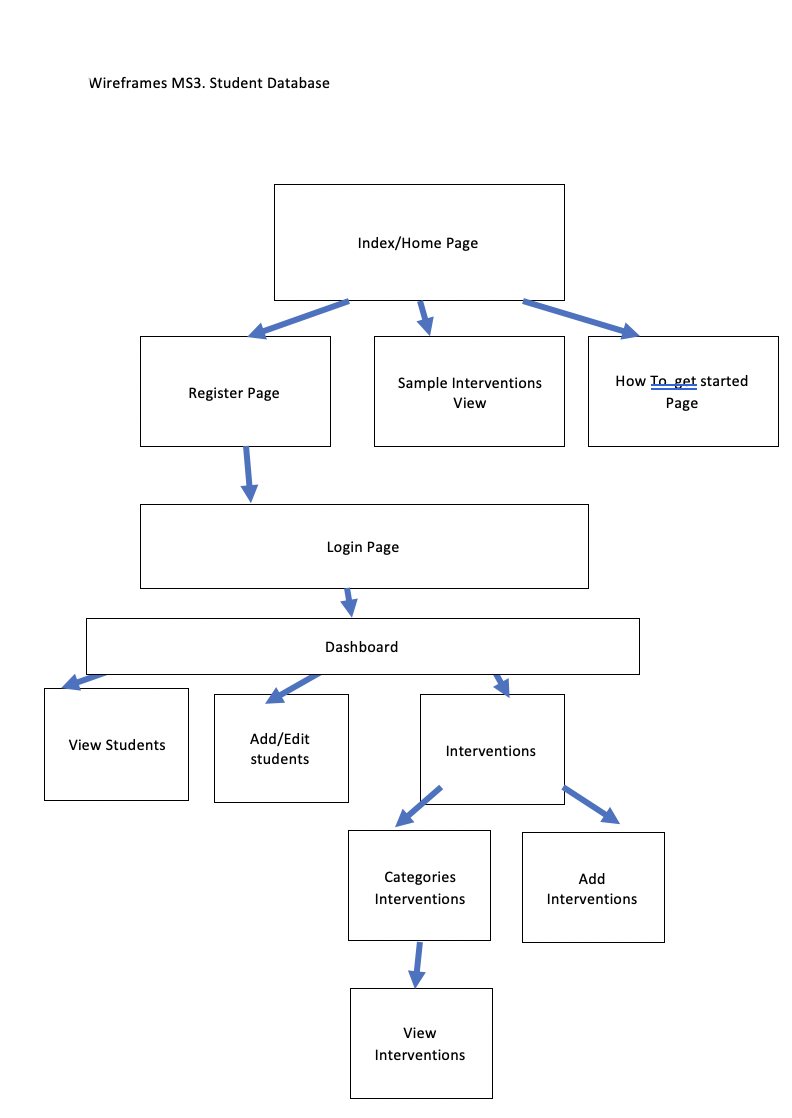 Wireframes MS3. Student Database
Index/Home Page
Register Page
Sample Interventions
View
How To get started
Page
Login Page
Dashboard
View Students
Add/Edit
students
Interventions
Categories
Interventions
Add
Interventions
View
Interventions